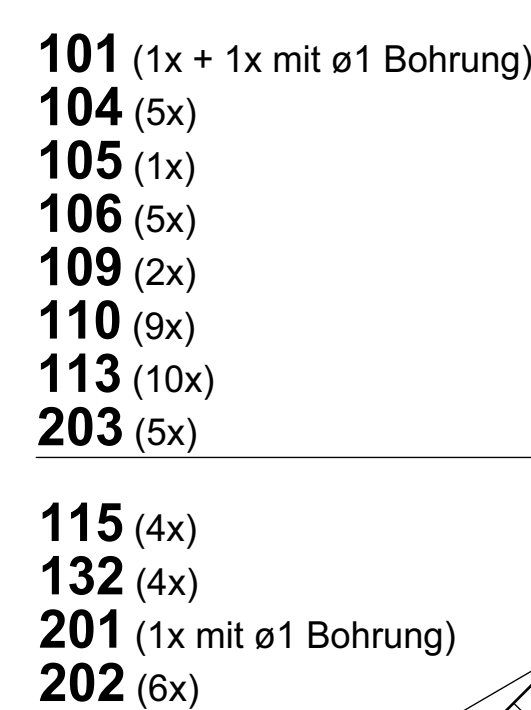 101 (1x + 1x mit ø1 Bohrung)
104 (5x)
105 (1x)
106 (5x)
109 (2x)
110 (9x)
113 (10x)
203 (5x)
115 (4x)
132 (4x)
201 (1x mit ø1 Bohrung)
202 (6x)